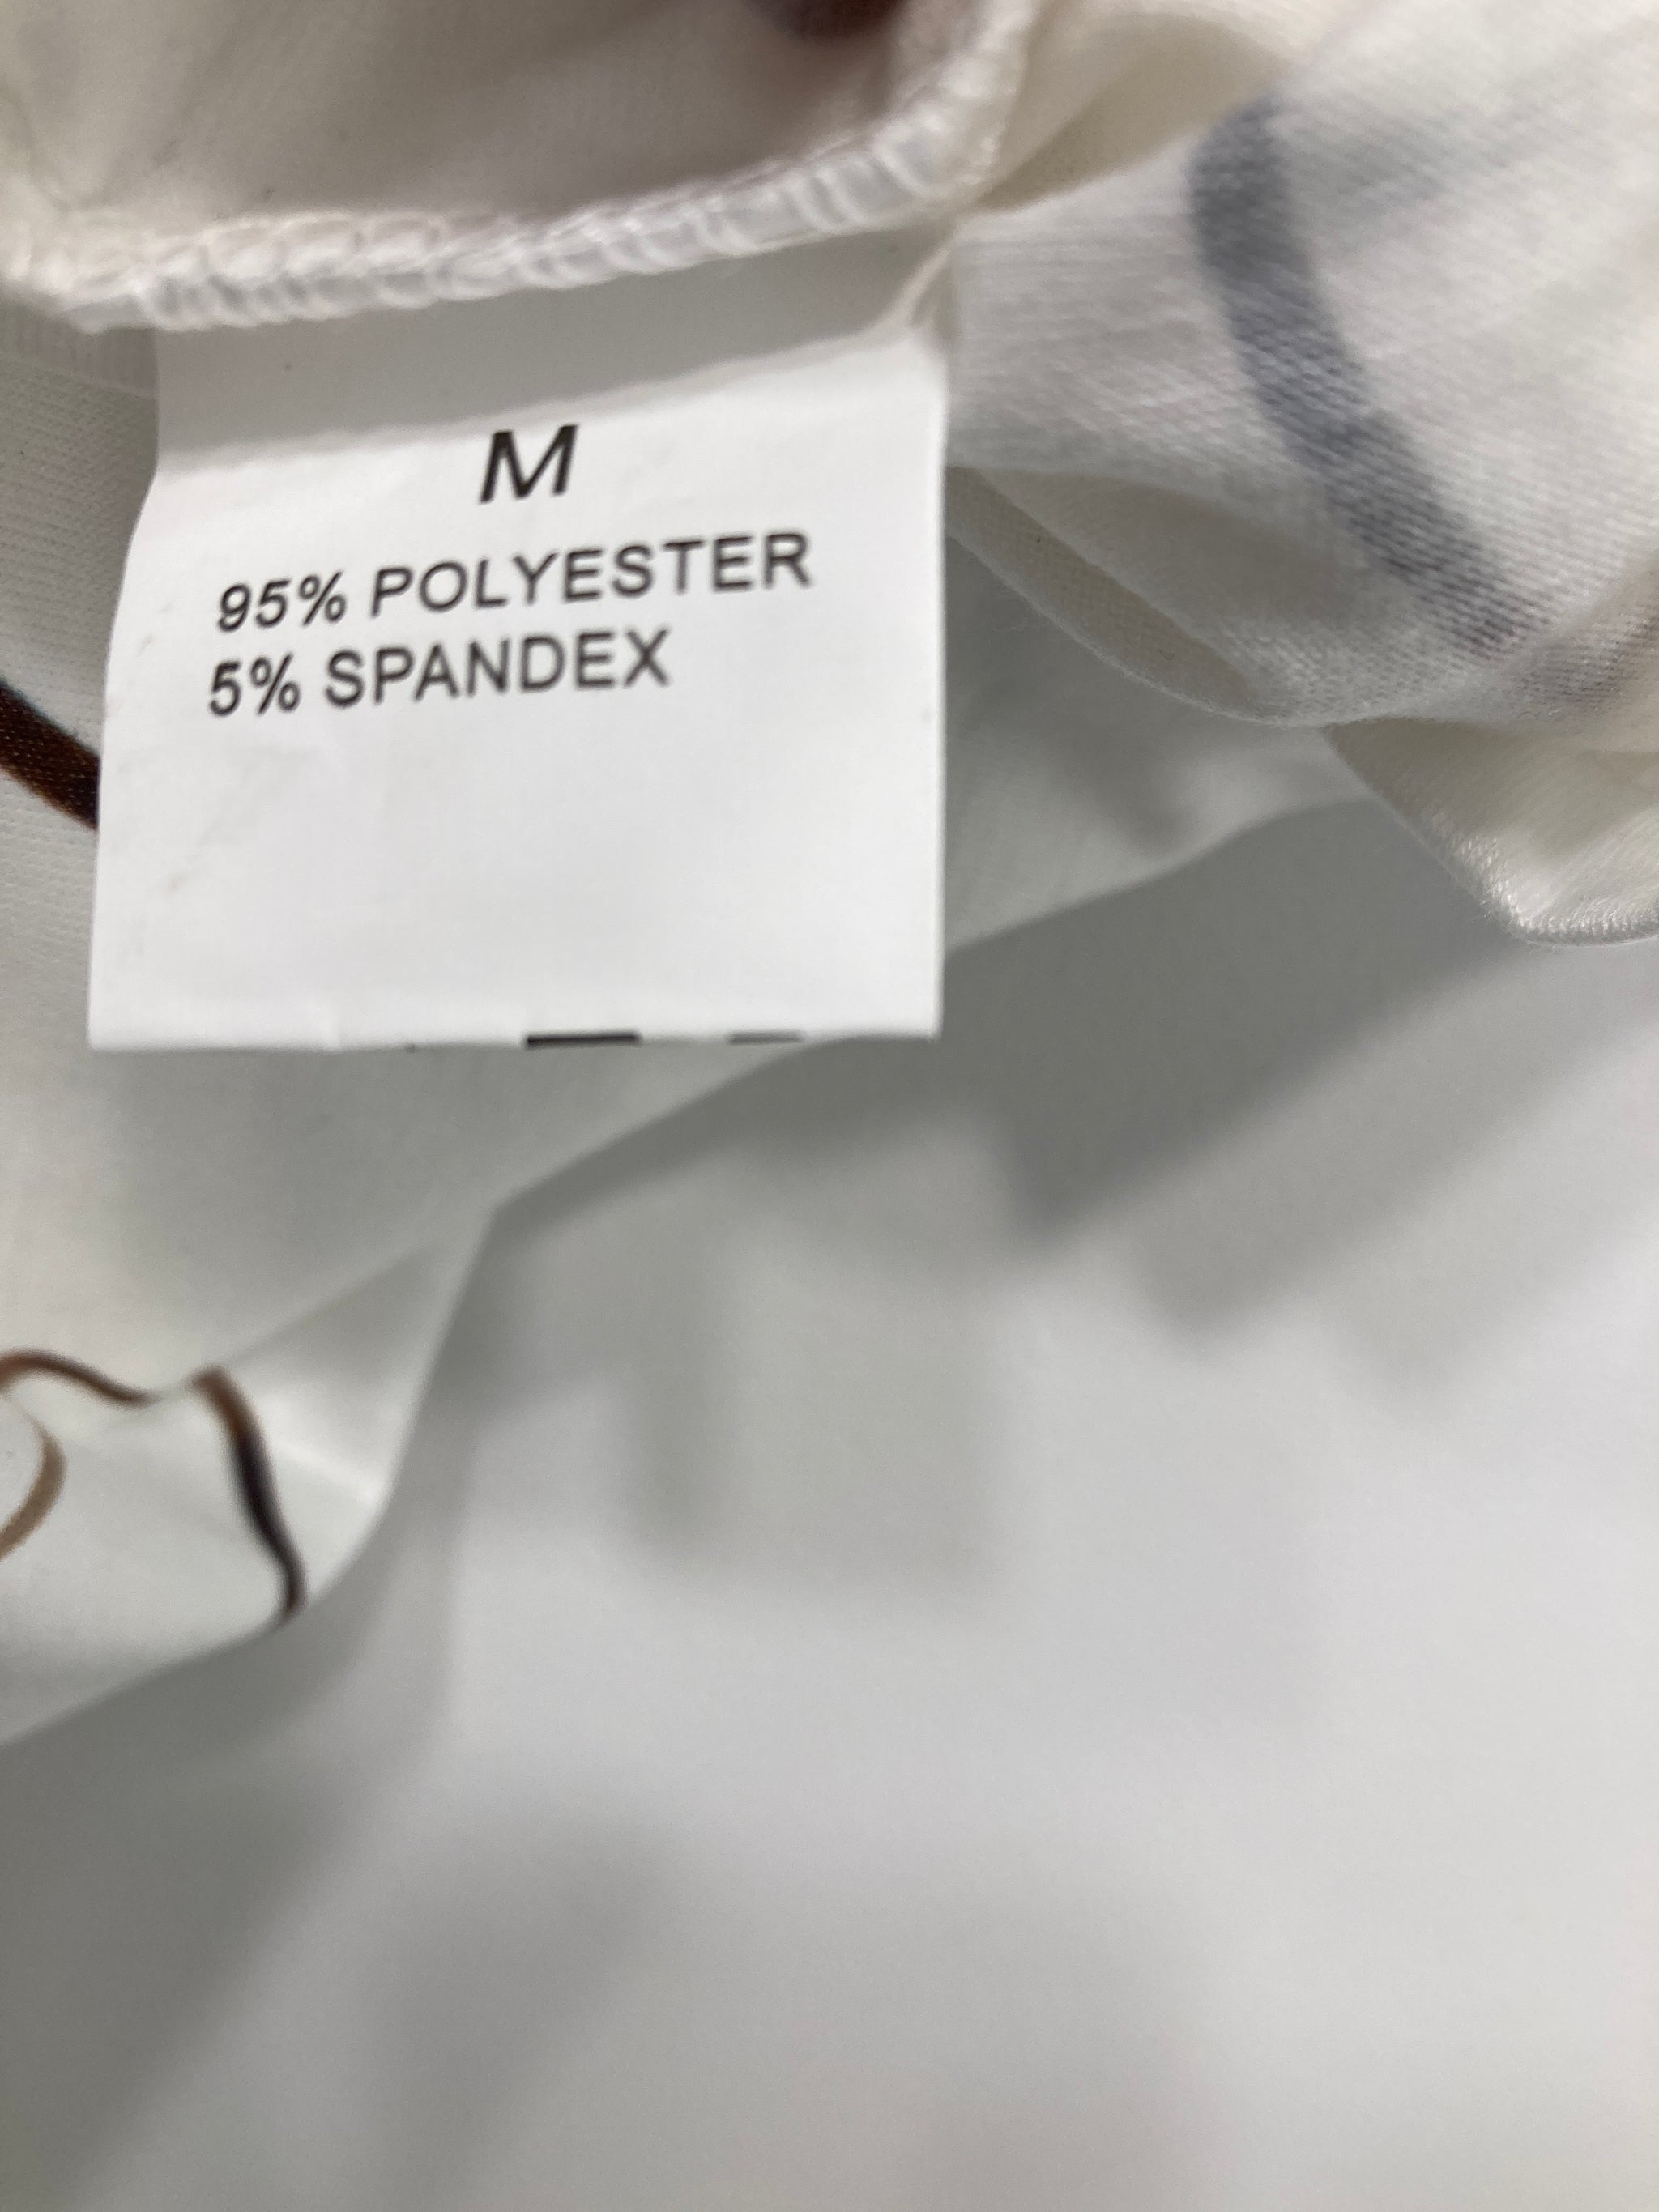 M
95% POLYESTER
5% SPANDEX